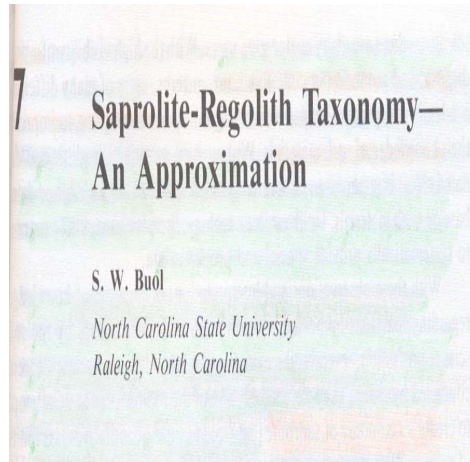 7
Saprolite-Regolith Taxonomy—
An Approximation
S. W. Buol
North Carolina State University
Raleigh, North Carolina